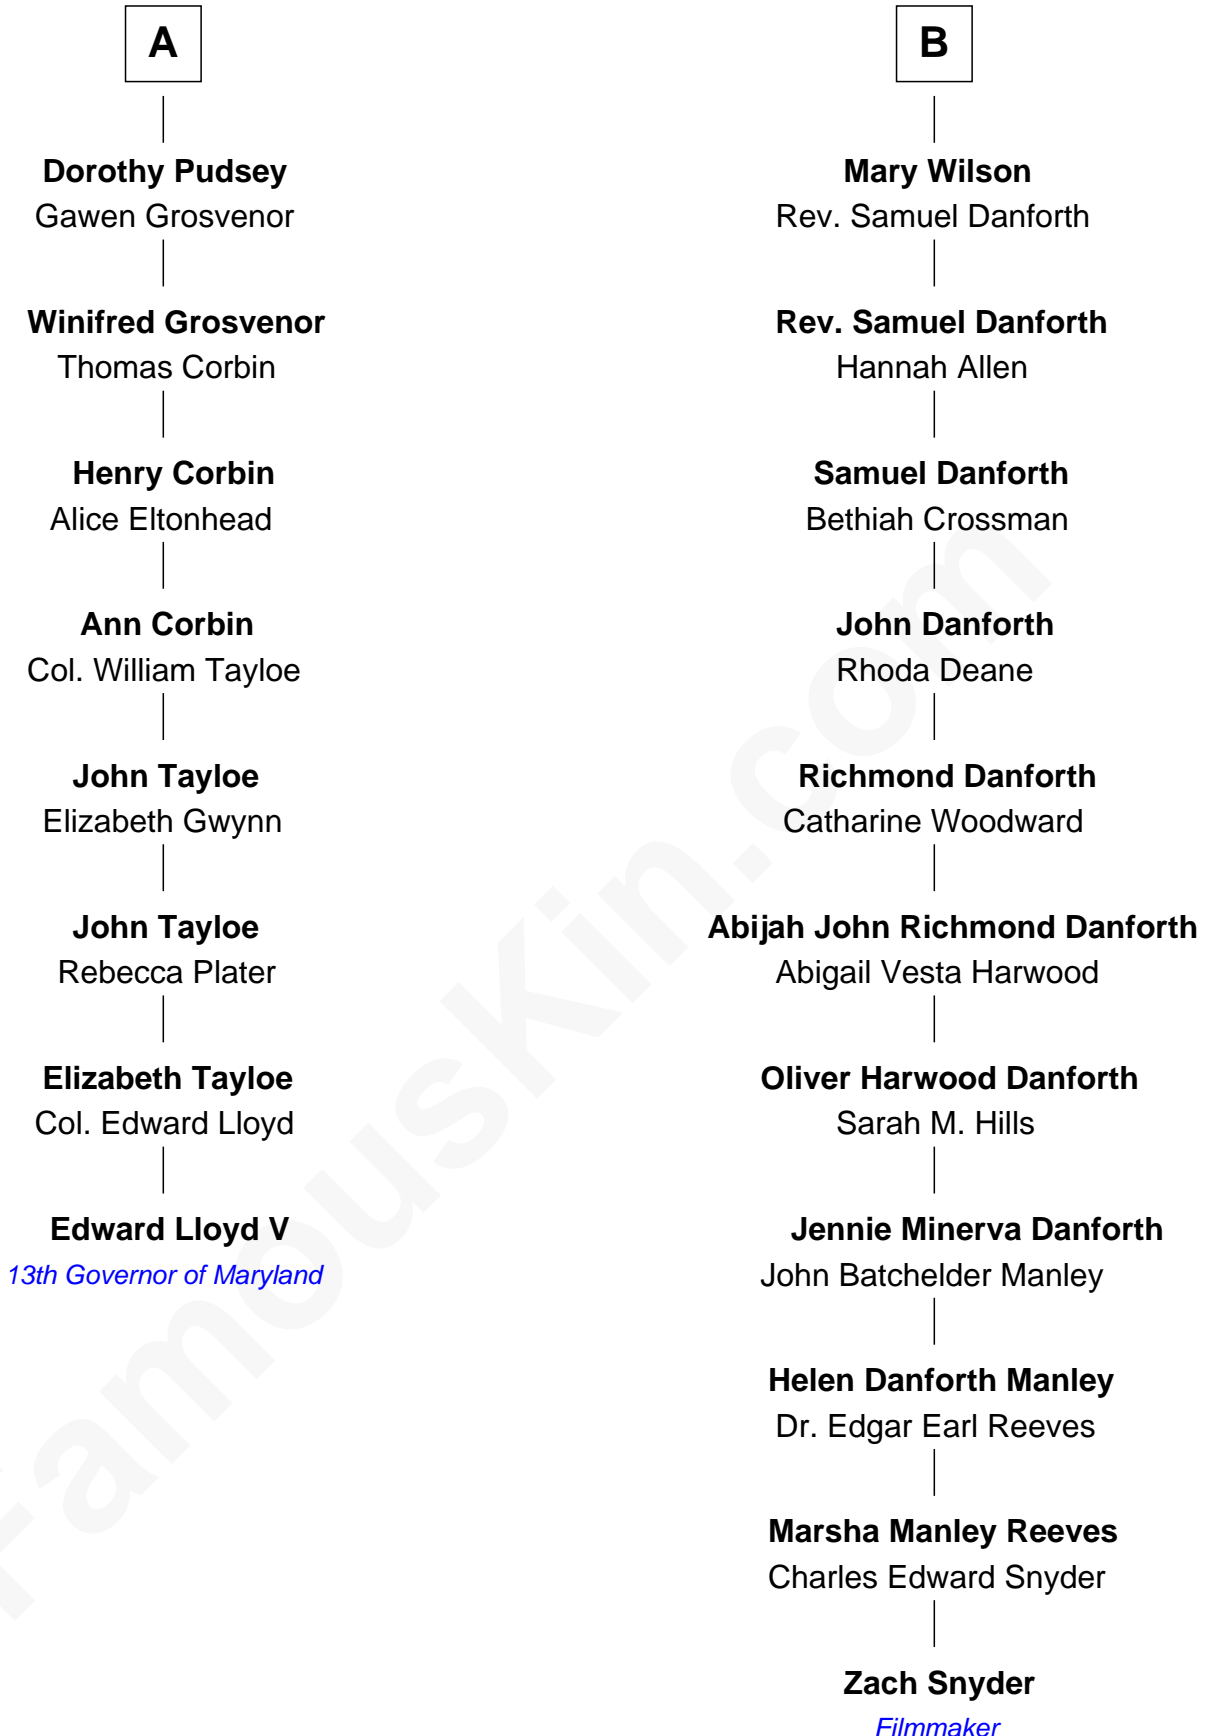 A
Dorothy Pudsey
Gawen Grosvenor
Winifred Grosvenor
Thomas Corbin
Henry Corbin
Alice Eltonhead
Ann Corbin
Col. William Tayloe
John Tayloe
Elizabeth Gwynn
John Tayloe
Rebecca Plater
Elizabeth Tayloe
Col. Edward Lloyd
Edward Lloyd V
13th Governor of Maryland
B
Mary Wilson
Rev. Samuel Danforth
Rev. Samuel Danforth
Hannah Allen
Samuel Danforth
Bethiah Crossman
John Danforth
Rhoda Deane
Richmond Danforth
Catharine Woodward
Abijah John Richmond Danforth
Abigail Vesta Harwood
Oliver Harwood Danforth
Sarah M. Hills
Jennie Minerva Danforth
John Batchelder Manley
Helen Danforth Manley
Dr. Edgar Earl Reeves
Marsha Manley Reeves
Charles Edward Snyder
Zach Snyder
Filmmaker
FamousKin.com